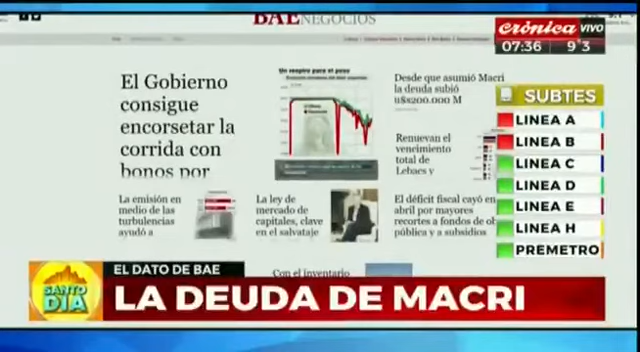 BAENEGOCIOS
crónica VIVO
07:36 9°3
El Gobierno
consigue
encorsetar la
corrida con
bonos por
Un respiro para el peso
Desde que asumió Macri
la deuda subió
u$s200.000 M
Renuevan el
vencimiento
total de
Lebacs y
La emisión en
medio de las
turbulencias
ayudó a
La ley de
mercado de
capitales, clave
en el salvataje
El déficit fiscal cayó en
abril por mayores
recortes a fondos de ob
pública y a subsidios
Con el inventario
SUBTES
LINEA A
LINEA B
LINEA C
LINEA D
LINEA E
LINEA H
PREMETRO
SANTO
DIA
EL DATO DE BAE
LA DEUDA DE MACRI